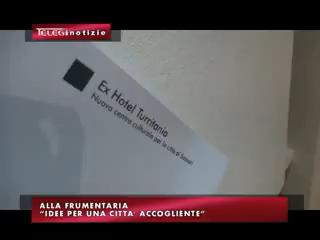 TELEGInotizie
Ex Hotel Turritania
Nuovo centro culturale per la città di Sassari
ALLA FRUMENTARIA
“IDEE PER UNA CITTA' ACCOGLIENTE”